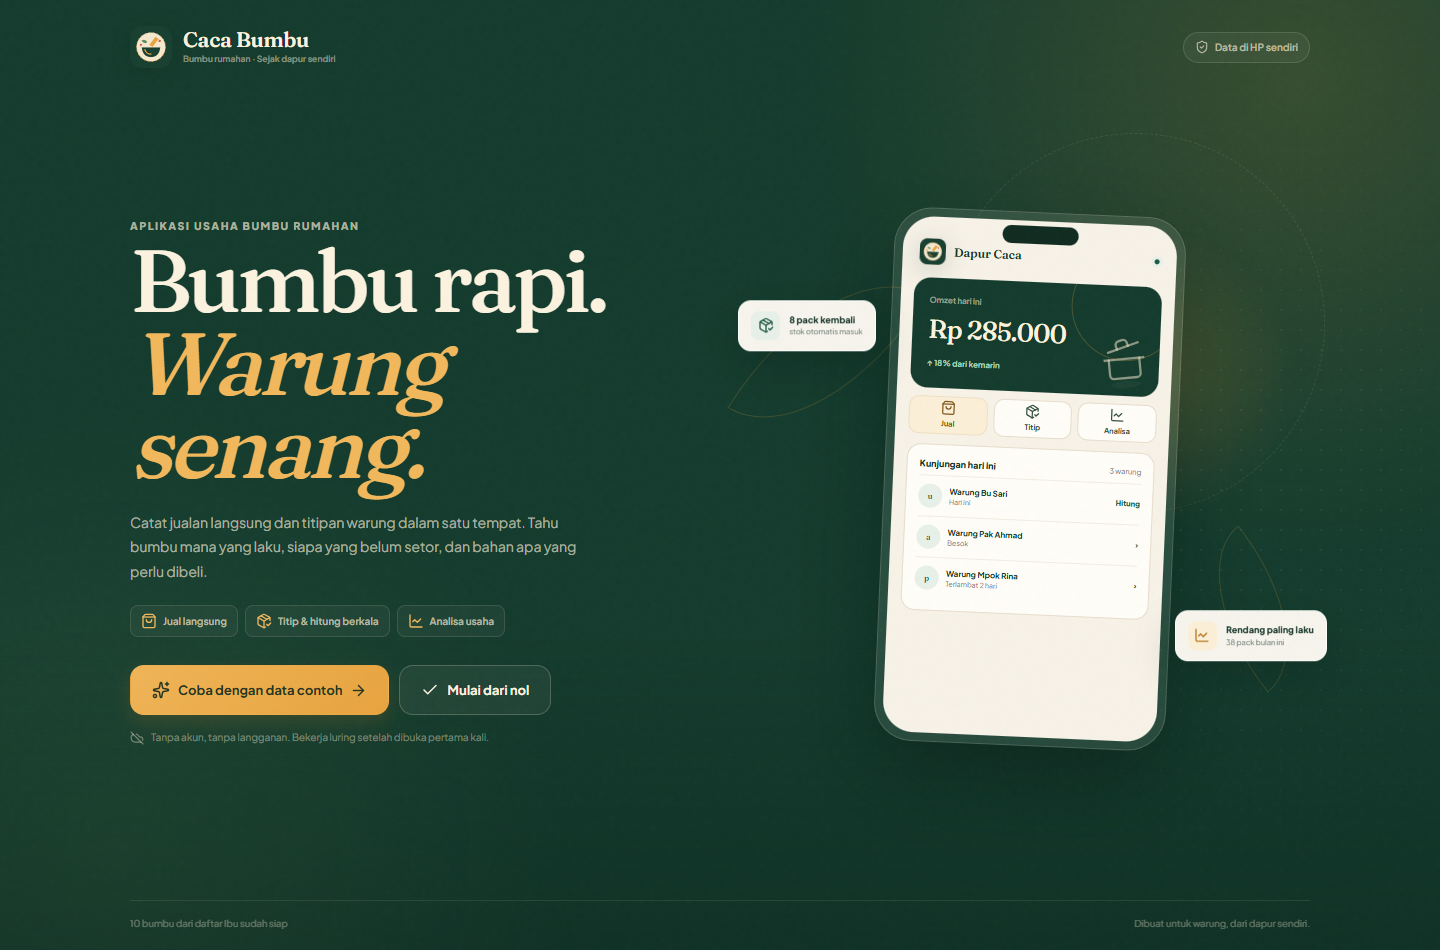 Caca Bumbu
Bumbu rumahan · Sejak dapur sendiri
Data di HP sendiri
APLIKASI USAHA BUMBU RUMAHAN
Bumbu rapi.
Warung
senang.
Catat jualan langsung dan titipan warung dalam satu tempat. Tahu
bumbu mana yang laku, siapa yang belum setor, dan bahan apa yang
perlu dibeli.
Jual langsung
Titip & hitung berkala
Analisa usaha
Coba dengan data contoh →
Mulai dari nol
Tanpa akun, tanpa langganan. Bekerja luring setelah dibuka pertama kali.
8 pack kembali
stok otomatis masuk
Dapur Caca
Omzet hari ini
Rp 285.000
↑ 18% dari kemarin
Jual
Titip
Analisa
Kunjungan hari ini
3 warung
u
Warung Bu Sari
Hari ini
Hitung
a
Warung Pak Ahmad
Besok
›
p
Warung Mpok Rina
Terlambat 2 hari
›
Rendang paling laku
38 pack bulan ini
10 bumbu dari daftar Ibu sudah siap
Dibuat untuk warung, dari dapur sendiri.